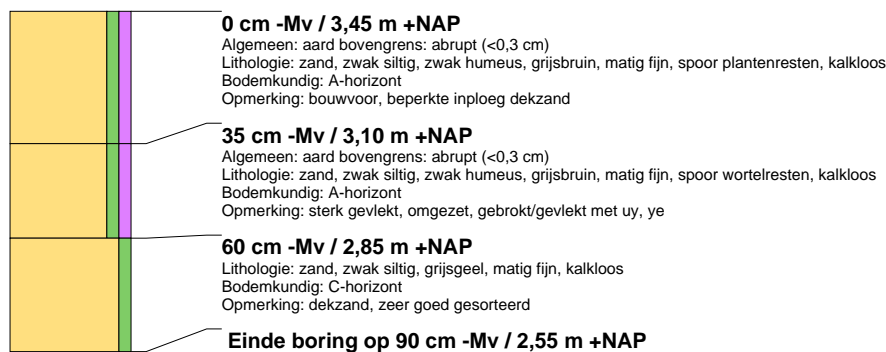 0 cm -Mv / 3,45 m +NAP
Algemeen: aard bovengrens: abrupt (<0,3 cm)
Lithologie: zand, zwak siltig, zwak humeus, grijsbruin, matig fijn, spoor plantenresten, kalkloos
Bodemkundig: A-horizont
Opmerking: bouwvoor, beperkte inploeg dekzand
35 cm -Mv / 3,10 m +NAP
Algemeen: aard bovengrens: abrupt (<0,3 cm)
Lithologie: zand, zwak siltig, zwak humeus, grijsbruin, matig fijn, spoor wortelresten, kalkloos
Bodemkundig: A-horizont
Opmerking: sterk gevlekt, omgezet, gebrokt/gevlekt met uy, ye
60 cm -Mv / 2,85 m +NAP
Lithologie: zand, zwak siltig, grijsgeel, matig fijn, kalkloos
Bodemkundig: C-horizont
Opmerking: dekzand, zeer goed gesorteerd
Einde boring op 90 cm -Mv / 2,55 m +NAP